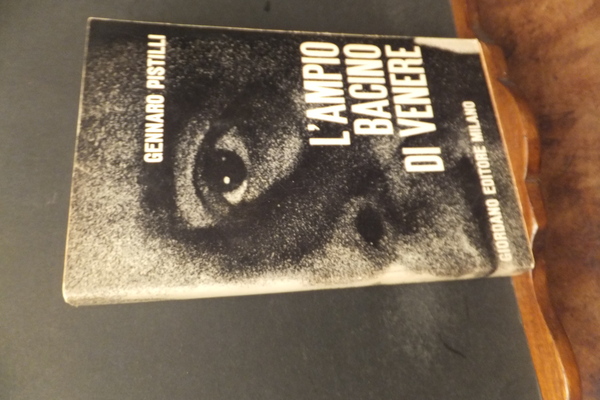 GENNARO PISTILLI
L'AMPIO
BACINO
DI VENERE
GIORDANO EDITORE MILANO